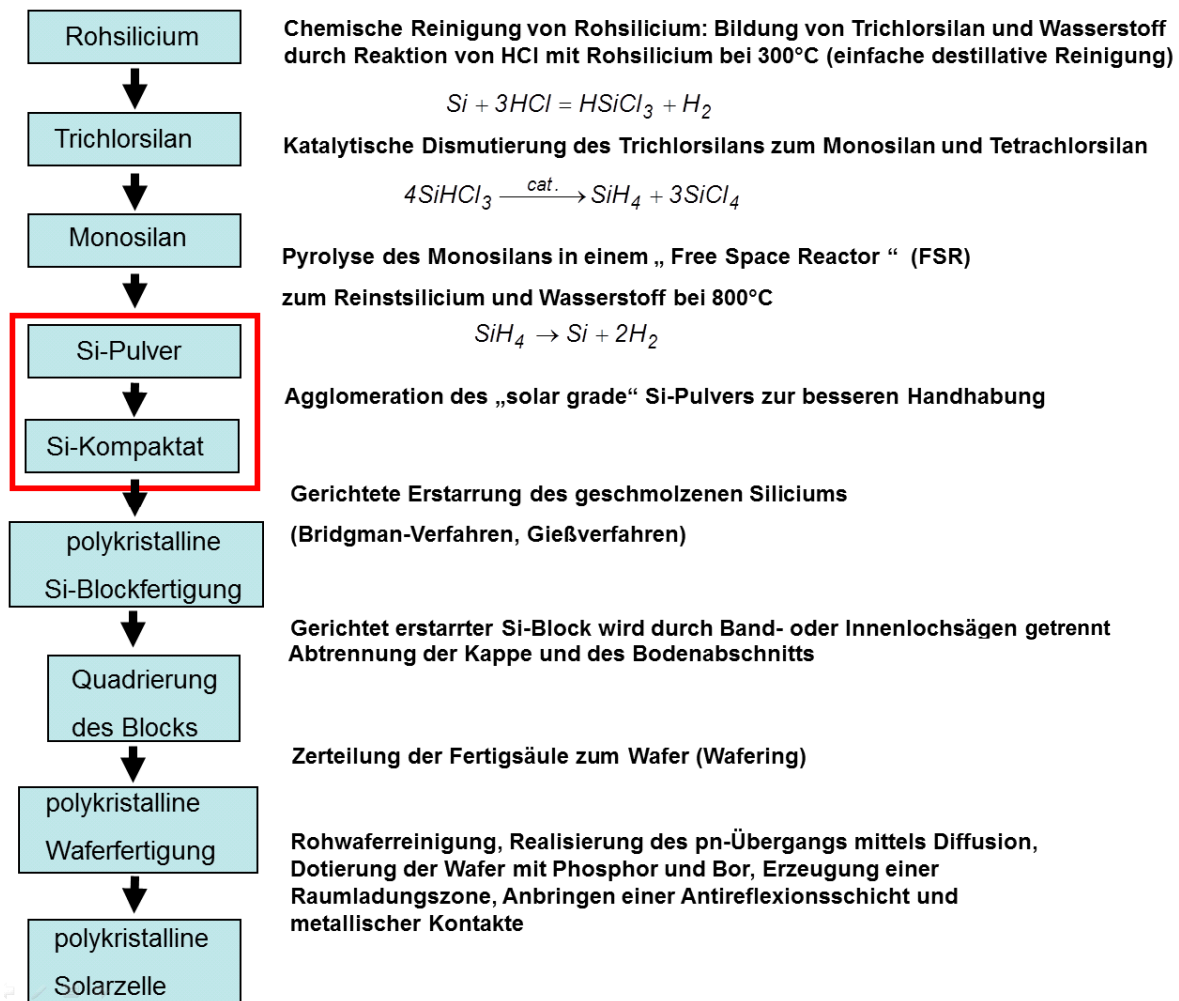 Rohsilicium
Chemische Reinigung von Rohsilicium: Bildung von Trichlorsilan und Wasserstoff
durch Reaktion von HCl mit Rohsilicium bei 300°C (einfache destillative Reinigung)
Si + 3HCl = HSiCl₃ + H₂
Trichlorsilan
Katalytische Dismutierung des Trichlorsilans zum Monosilan und Tetrachlorsilan
4SiHCl₃ —cat.→ SiH₄ + 3SiCl₄
Monosilan
Pyrolyse des Monosilans in einem „ Free Space Reactor “ (FSR)
zum Reinstsilicium und Wasserstoff bei 800°C
SiH₄ → Si + 2H₂
Si-Pulver
Agglomeration des „solar grade“ Si-Pulvers zur besseren Handhabung
Si-Kompaktat
Gerichtete Erstarrung des geschmolzenen Siliciums
(Bridgman-Verfahren, Gießverfahren)
polykristalline
Si-Blockfertigung
Gerichtet erstarrter Si-Block wird durch Band- oder Innenlochsägen getrennt
Abtrennung der Kappe und des Bodenabschnitts
Quadrierung
des Blocks
Zerteilung der Fertigsäule zum Wafer (Wafering)
polykristalline
Waferfertigung
Rohwaferreinigung, Realisierung des pn-Übergangs mittels Diffusion,
Dotierung der Wafer mit Phosphor und Bor, Erzeugung einer
Raumladungszone, Anbringen einer Antireflexionsschicht und
metallischer Kontakte
polykristalline
Solarzelle